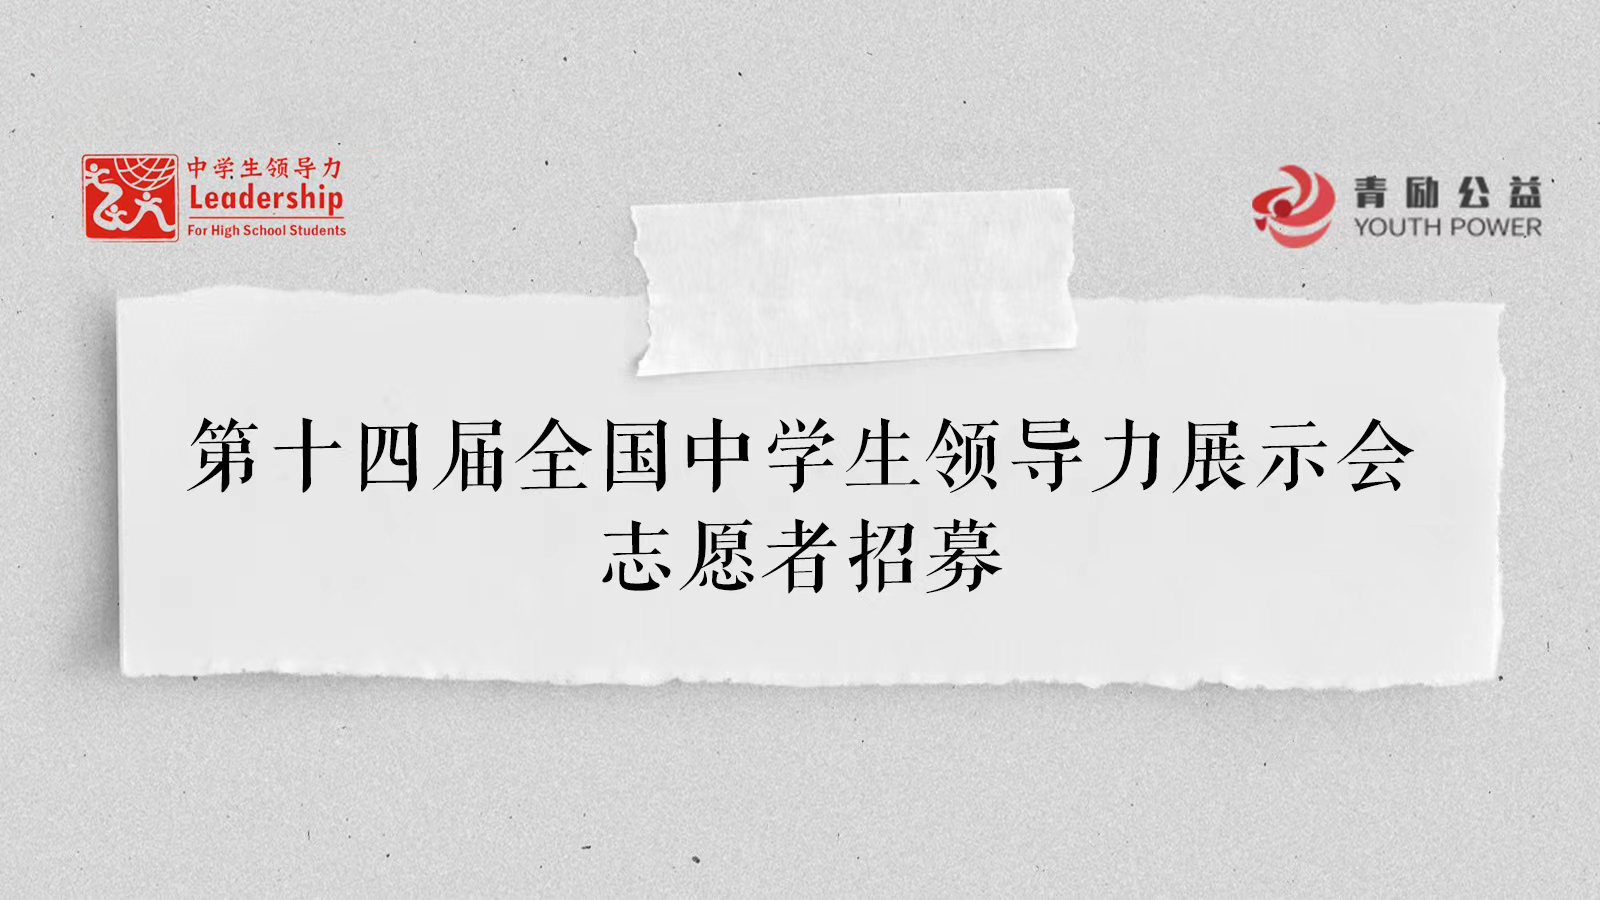 中学生领导力
Leadership
For High School Students
青励公益
YOUTH POWER
第十四届全国中学生领导力展示会
志愿者招募